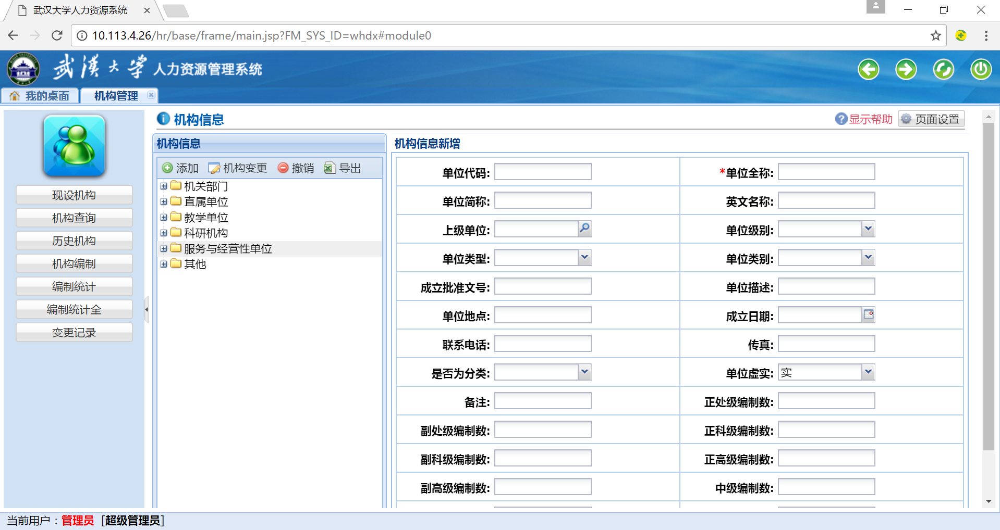 武汉大学人力资源系统
10.113.4.26/hr/base/frame/main.jsp?FM_SYS_ID=whdx#module0
武漢大学 人力资源管理系统
我的桌面 机构管理
机构信息 显示帮助 页面设置
现设机构
机构查询
历史机构
机构编制
编制统计
编制统计全
变更记录
机构信息
添加 机构变更 撤销 导出
机关部门
直属单位
教学单位
科研机构
服务与经营性单位
其他
机构信息新增
单位代码: *单位全称:
单位简称: 英文名称:
上级单位: 单位级别:
单位类型: 单位类别:
成立批准文号: 单位描述:
单位地点: 成立日期:
联系电话: 传真:
是否为分类: 单位虚实: 实
备注: 正处级编制数:
副处级编制数: 正科级编制数:
副科级编制数: 正高级编制数:
副高级编制数: 中级编制数:
当前用户：管理员 [超级管理员]